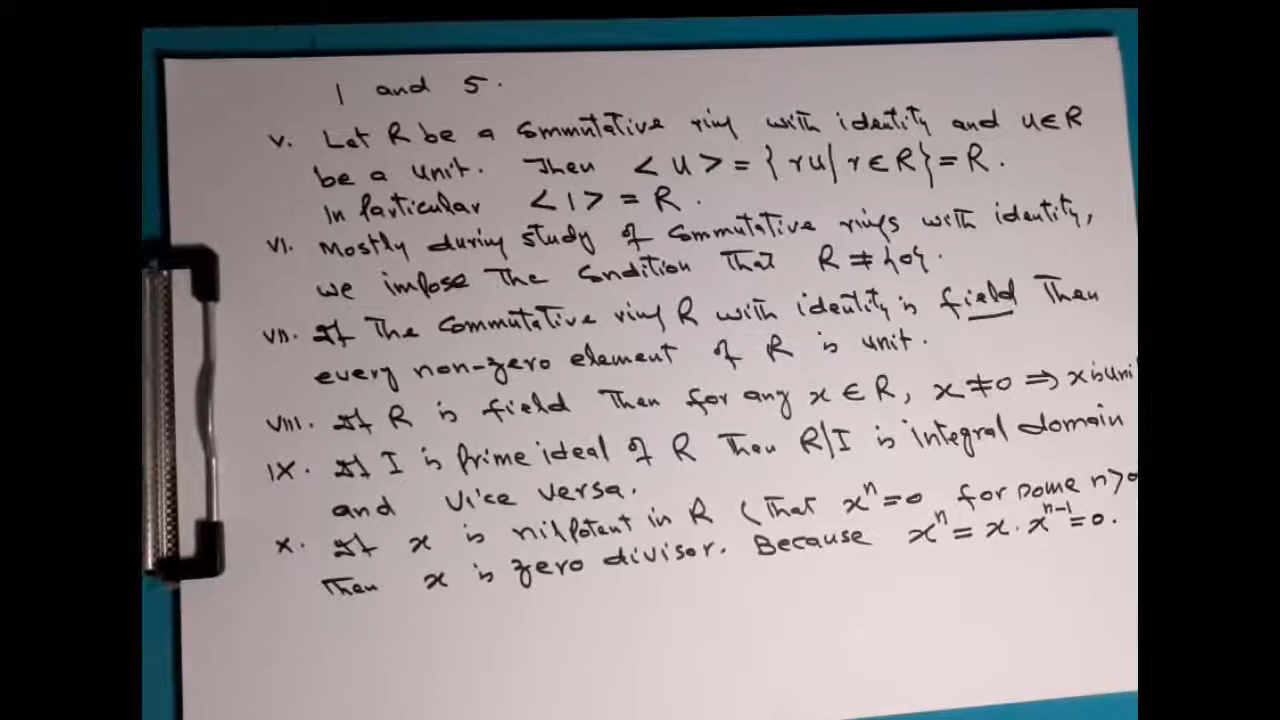 1 and 5.
v. Let R be a commutative ring with identity and u∈R
be a unit. Then <u> = {ru | r∈R} = R.
In particular <1> = R.
vi. Mostly during study of commutative rings with identity,
we impose the condition that R ≠ {0}.
vii. If the commutative ring R with identity is field then
every non-zero element of R is unit.
viii. If R is field then for any x∈R, x≠0 ⇒ x is uni
ix. If I is prime ideal of R then R/I is integral domain
and vice versa.
x. If x is nilpotent in R (that xⁿ=0 for some n>0
Then x is zero divisor. Because xⁿ = x.xⁿ⁻¹ = 0.